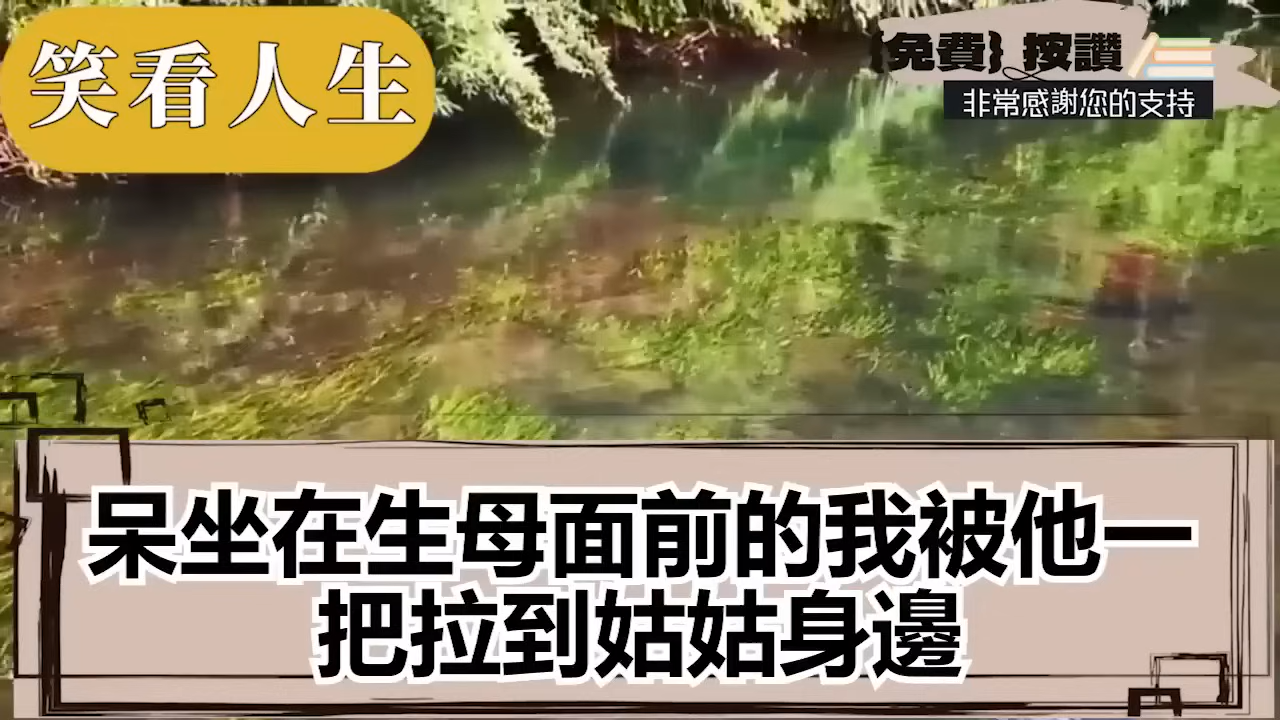 笑看人生
{免費} 按讚
非常感謝您的支持
呆坐在生母面前的我被他一
把拉到姑姑身邊